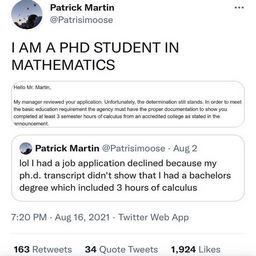 Patrick Martin
@Patrisimoose
I AM A PHD STUDENT IN
MATHEMATICS
Hello Mr. Martin,
My manager reviewed your application. Unfortunately, the determination still stands. In order to meet
the basic education requirement the agency must have the proper documentation to show you
completed at least 3 semester hours of calculus from an accredited college as stated in the
announcement.
Patrick Martin @Patrisimoose · Aug 2
lol I had a job application declined because my
ph.d. transcript didn't show that I had a bachelors
degree which included 3 hours of calculus
7:20 PM · Aug 16, 2021 · Twitter Web App
163 Retweets 34 Quote Tweets 1,924 Likes